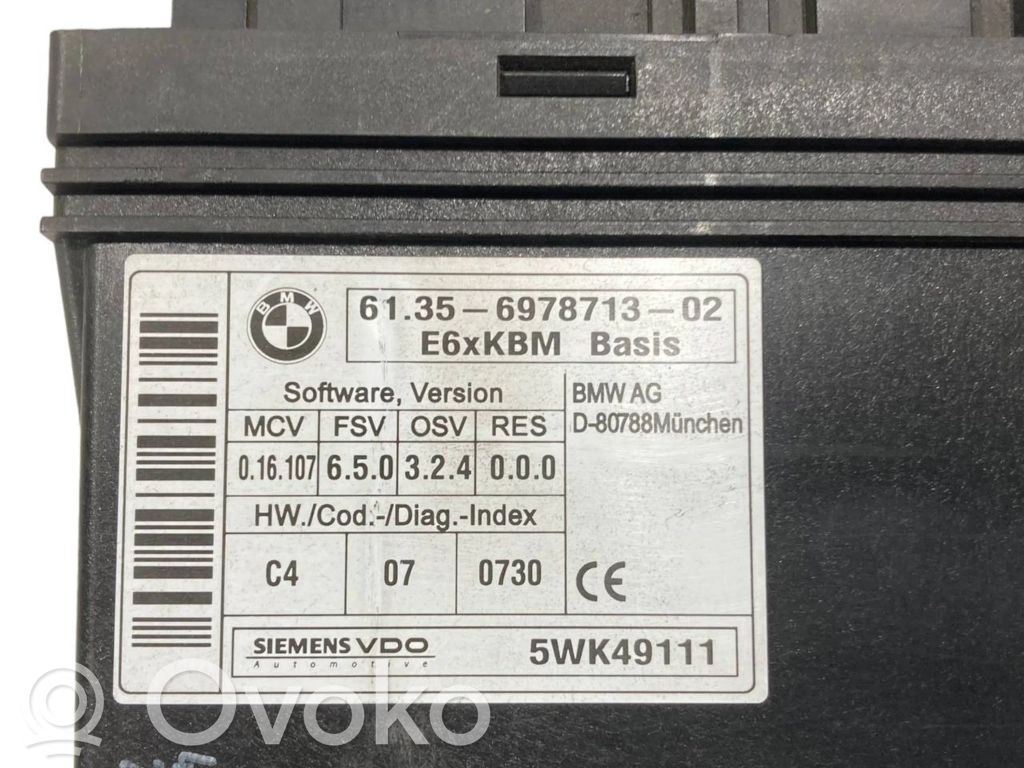 BMW
61.35 – 6978713 – 02
E6xKBM Basis
Software, Version
MCV FSV OSV RES
0.16.107 6.5.0 3.2.4 0.0.0
HW./Cod.-/Diag.-Index
C4 07 0730
BMW AG
D-80788München
CE
SIEMENS VDO
Automotive
5WK49111
Ovoko